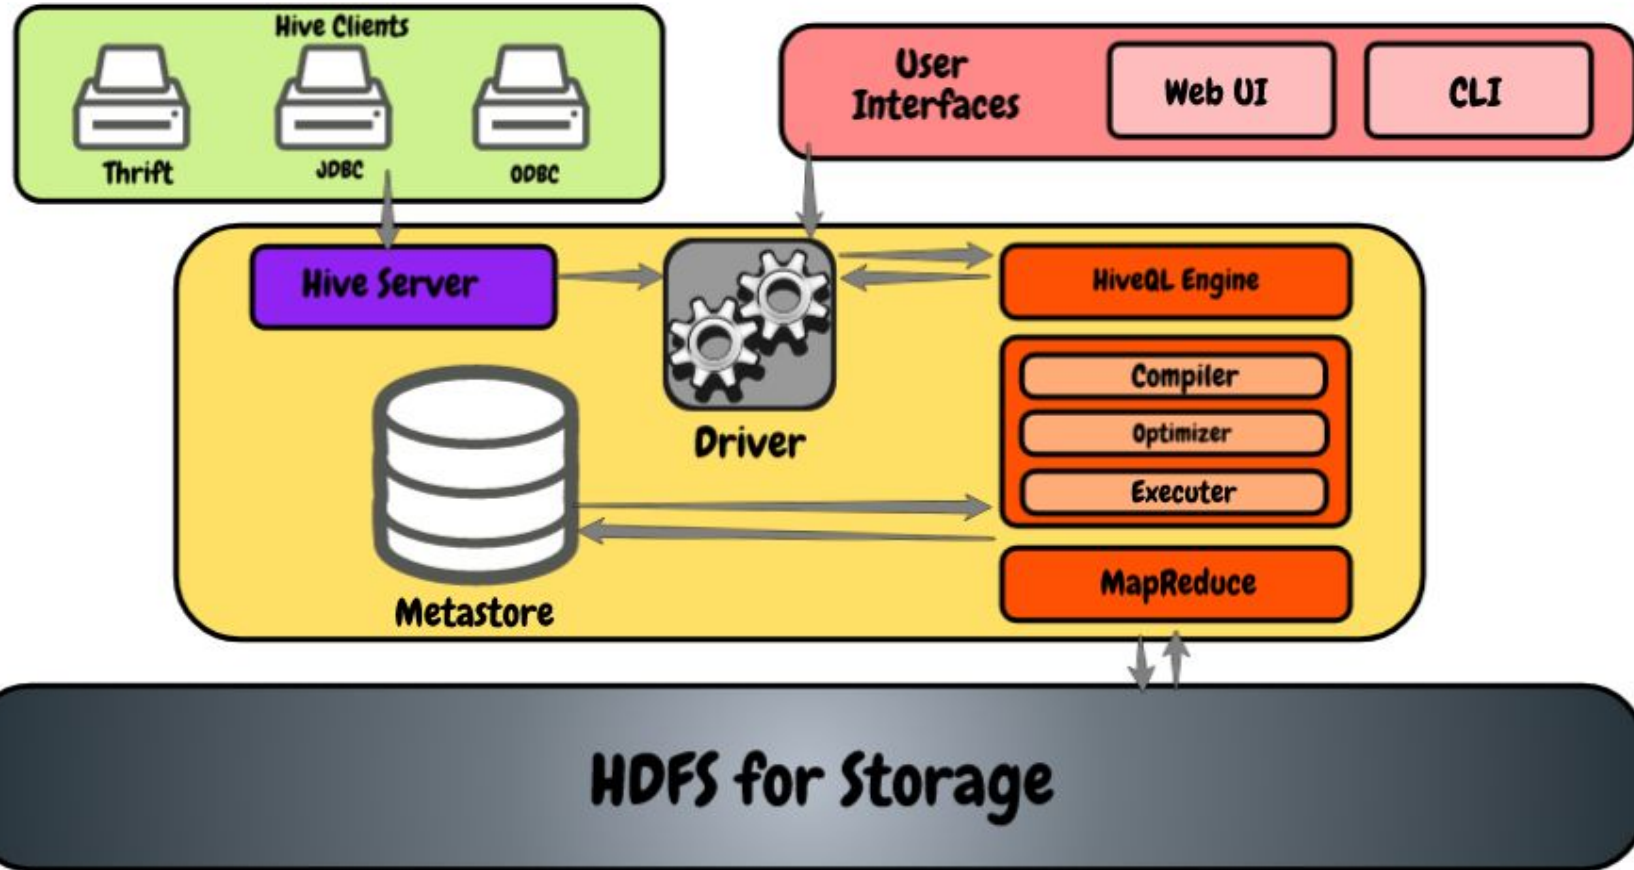 Hive Clients
Thrift
JDBC
ODBC
User
Interfaces
Web UI
CLI
Hive Server
Driver
HiveQL Engine
Compiler
Optimizer
Executer
Metastore
MapReduce
HDFS for Storage